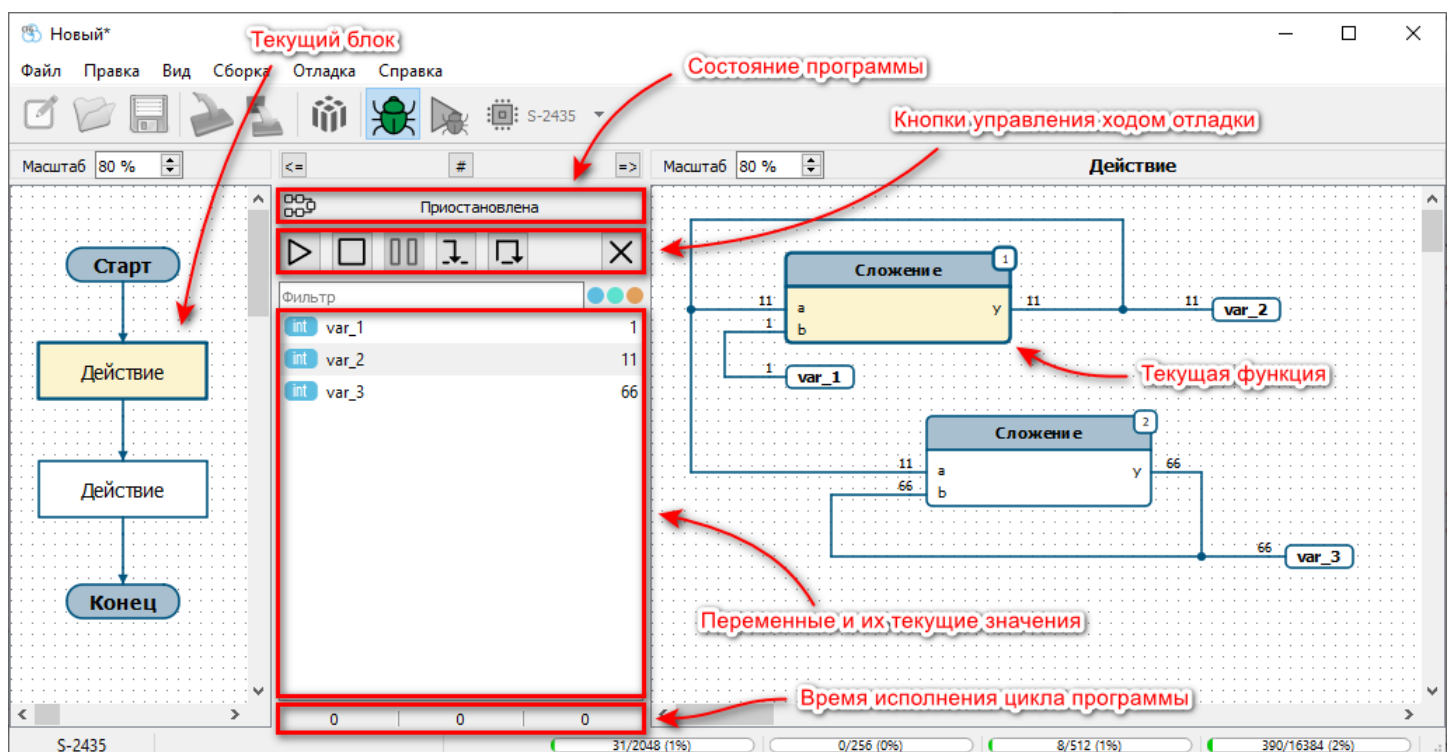 Новый*
Текущий блок
Файл Правка Вид Сборка Отладка Справка
Состояние программы
S-2435
Кнопки управления ходом отладки
Масштаб 80 %
<= # =>
Масштаб 80 %
Действие
Приостановлена
Старт
Действие
Действие
Конец
Фильтр
int var_1 1
int var_2 11
int var_3 66
Сложение 1
11 a y 11 11 var_2
1 b
1 var_1
Текущая функция
Сложение 2
11 a y 66
66 b
66 var_3
Переменные и их текущие значения
Время исполнения цикла программы
0 0 0
S-2435 31/2048 (1%) 0/256 (0%) 8/512 (1%) 390/16384 (2%)